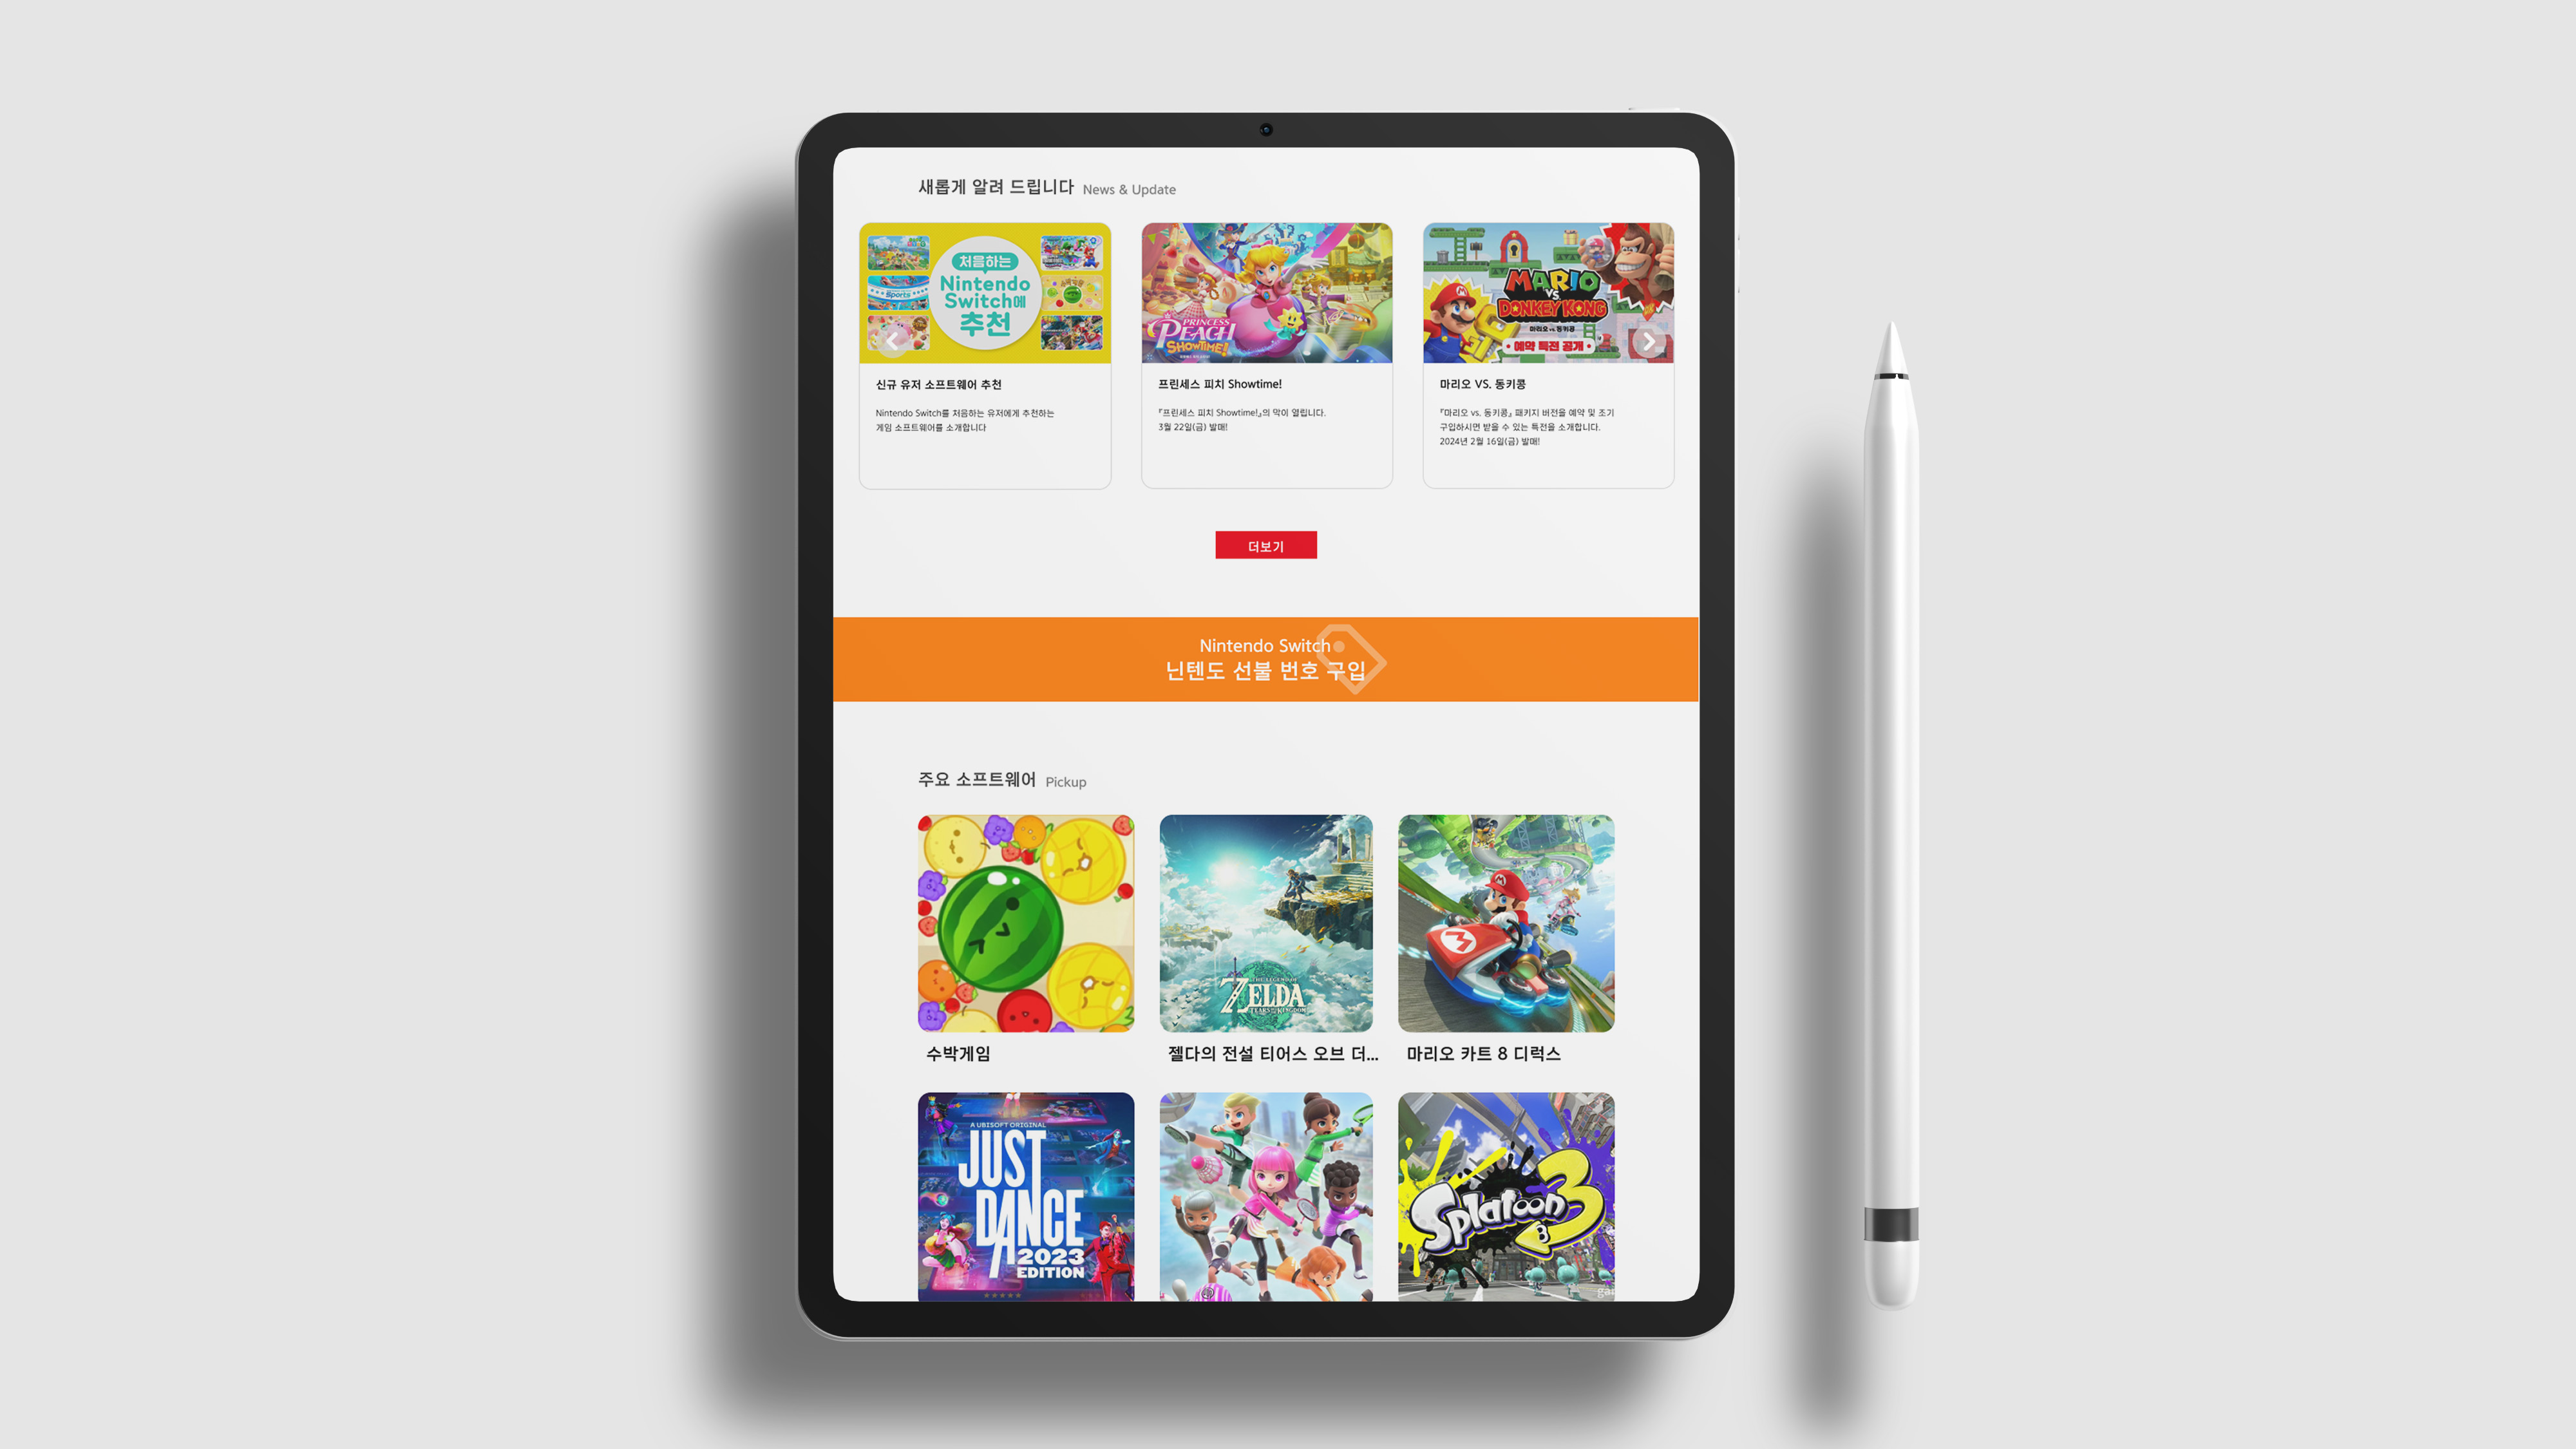 새롭게 알려 드립니다 News & Update
처음하는
Nintendo
Switch에
추천
Sports
PRINCESS
PEACH
SHOWTIME!
MARIO
VS.
DONKEY KONG
마리오 vs. 동키콩
예약 특전 공개
신규 유저 소프트웨어 추천
Nintendo Switch를 처음하는 유저에게 추천하는
게임 소프트웨어를 소개합니다
프린세스 피치 Showtime!
『프린세스 피치 Showtime!』의 막이 열립니다.
3월 22일(금) 발매!
마리오 VS. 동키콩
『마리오 vs. 동키콩』 패키지 버전을 예약 및 조기
구입하시면 받을 수 있는 특전을 소개합니다.
2024년 2월 16일(금) 발매!
더보기
Nintendo Switch
닌텐도 선불 번호 구입
주요 소프트웨어 Pickup
THE LEGEND OF
ZELDA
TEARS OF THE KINGDOM
수박게임
젤다의 전설 티어스 오브 더...
마리오 카트 8 디럭스
A UBISOFT ORIGINAL
JUST
DANCE
2023
EDITION
Splatoon
3